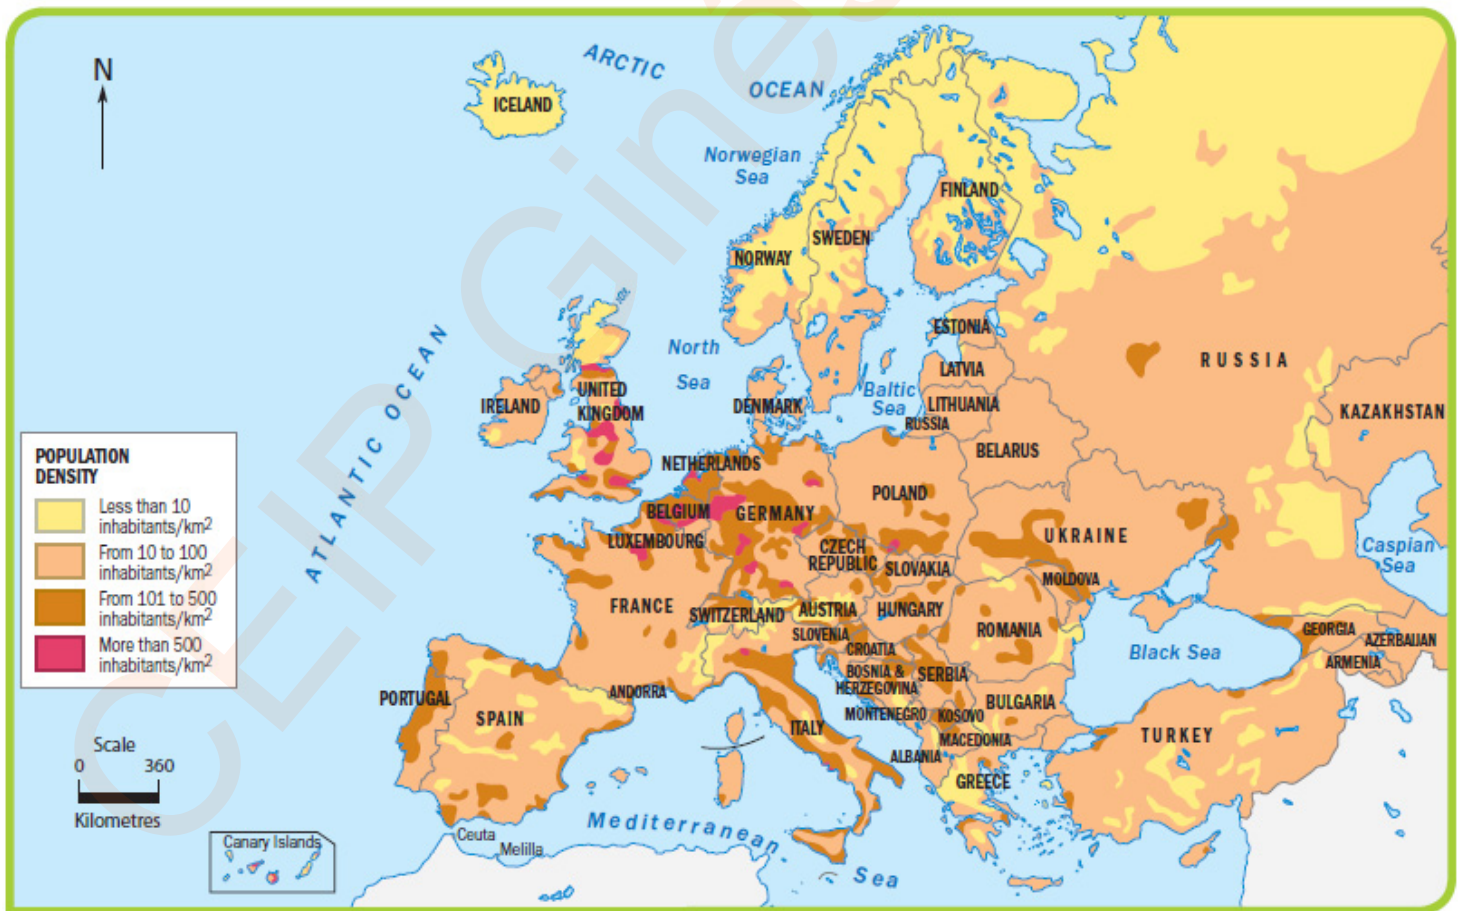 ARCTIC
OCEAN
N
ICELAND
Norwegian
Sea
FINLAND
SWEDEN
NORWAY
ATLANTIC OCEAN
North
Sea
ESTONIA
RUSSIA
LATVIA
Baltic
Sea
LITHUANIA
RUSSIA
IRELAND
UNITED
KINGDOM
DENMARK
KAZAKHSTAN
BELARUS
POPULATION
DENSITY
Less than 10
inhabitants/km²
From 10 to 100
inhabitants/km²
From 101 to 500
inhabitants/km²
More than 500
inhabitants/km²
NETHERLANDS
POLAND
BELGIUM
GERMANY
UKRAINE
LUXEMBOURG
CZECH
REPUBLIC
SLOVAKIA
Caspian
Sea
MOLDOVA
FRANCE
SWITZERLAND
AUSTRIA
HUNGARY
SLOVENIA
ROMANIA
CROATIA
GEORGIA
AZERBAIJAN
ARMENIA
Black Sea
BOSNIA &
HERZEGOVINA
SERBIA
PORTUGAL
ANDORRA
SPAIN
ITALY
MONTENEGRO
KOSOVO
BULGARIA
MACEDONIA
ALBANIA
TURKEY
GREECE
Scale
0 360
Kilometres
Mediterranean
Sea
Ceuta
Melilla
Canary Islands
CEIP Giné